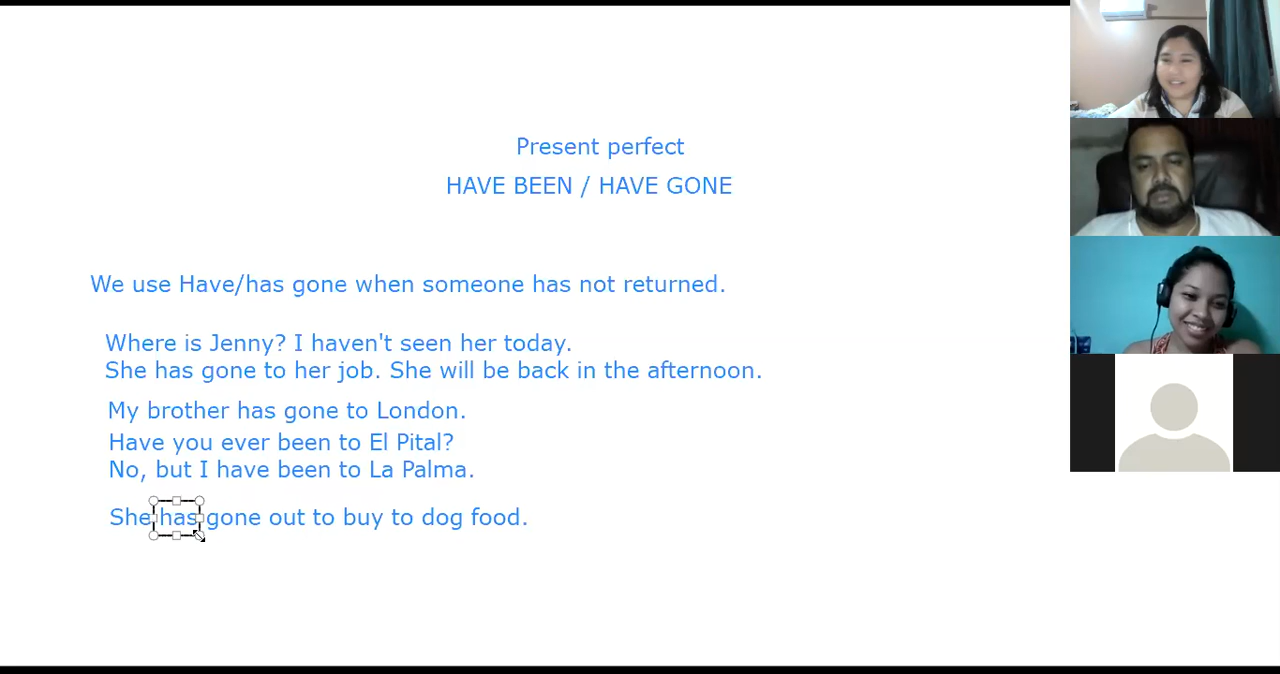 Present perfect
HAVE BEEN / HAVE GONE
We use Have/has gone when someone has not returned.
Where is Jenny? I haven't seen her today.
She has gone to her job. She will be back in the afternoon.
My brother has gone to London.
Have you ever been to El Pital?
No, but I have been to La Palma.
She has gone out to buy to dog food.